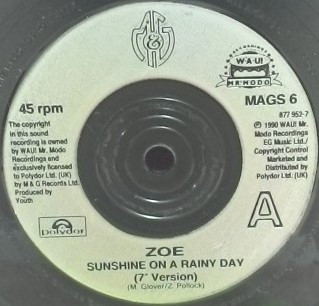 M & G
RECORDINGS
WAU!
MR.MODO
45 rpm
MAGS 6
877 952-7
The copyright
in this sound
recording is owned
by WAU! Mr. Modo
Recordings and
exclusively licensed
to Polydor Ltd. (UK)
by M & G Records Ltd.
Produced by
Youth
℗ 1990 WAU! Mr.
Modo Recordings
EG Music Ltd./
Copyright Control
Marketed and
Distributed by
Polydor Ltd. (UK)
A
polydor
ZOE
SUNSHINE ON A RAINY DAY
(7" Version)
(M. Glover/Z. Pollock)